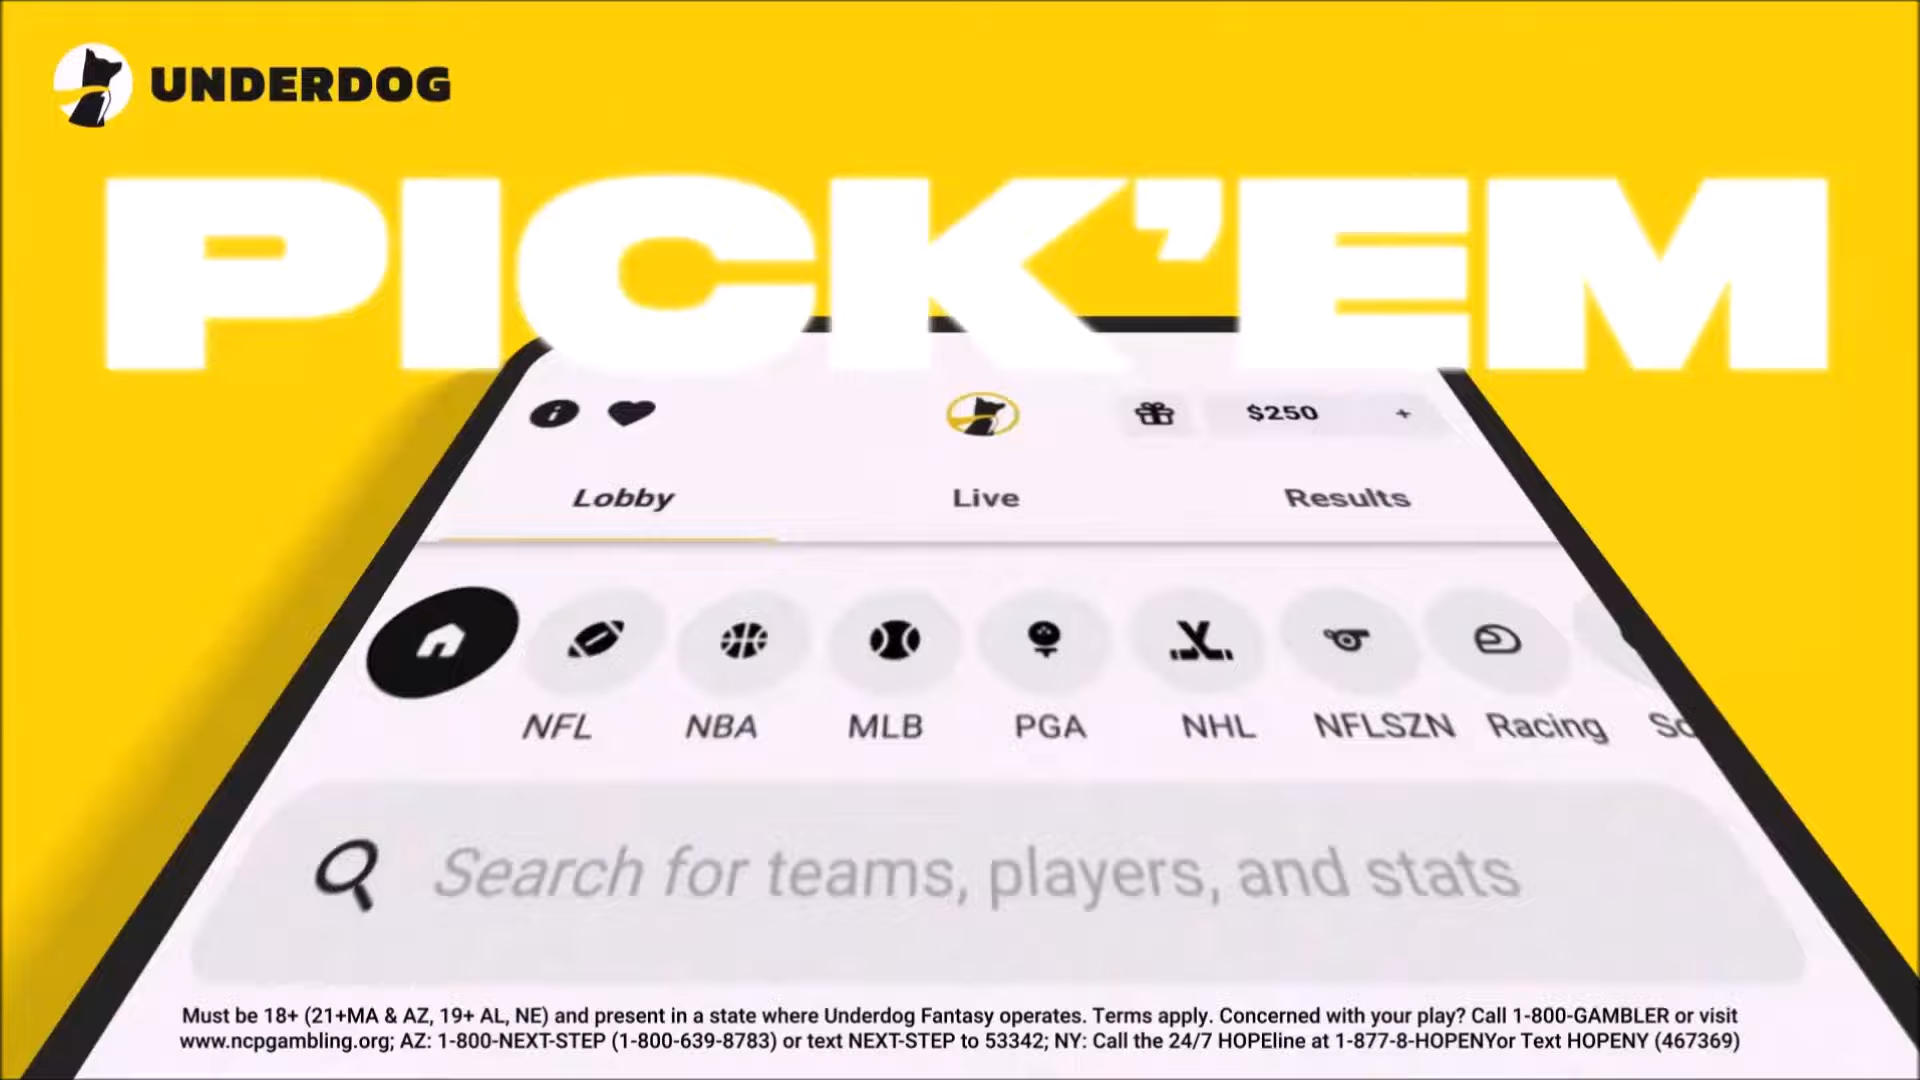 UNDERDOG
PICK'EM
$250 +
Lobby Live Results
NFL NBA MLB PGA NHL NFLSZN Racing
Search for teams, players, and stats
Must be 18+ (21+MA & AZ, 19+ AL, NE) and present in a state where Underdog Fantasy operates. Terms apply. Concerned with your play? Call 1-800-GAMBLER or visit
www.ncpgambling.org; AZ: 1-800-NEXT-STEP (1-800-639-8783) or text NEXT-STEP to 53342; NY: Call the 24/7 HOPEline at 1-877-8-HOPENYor Text HOPENY (467369)